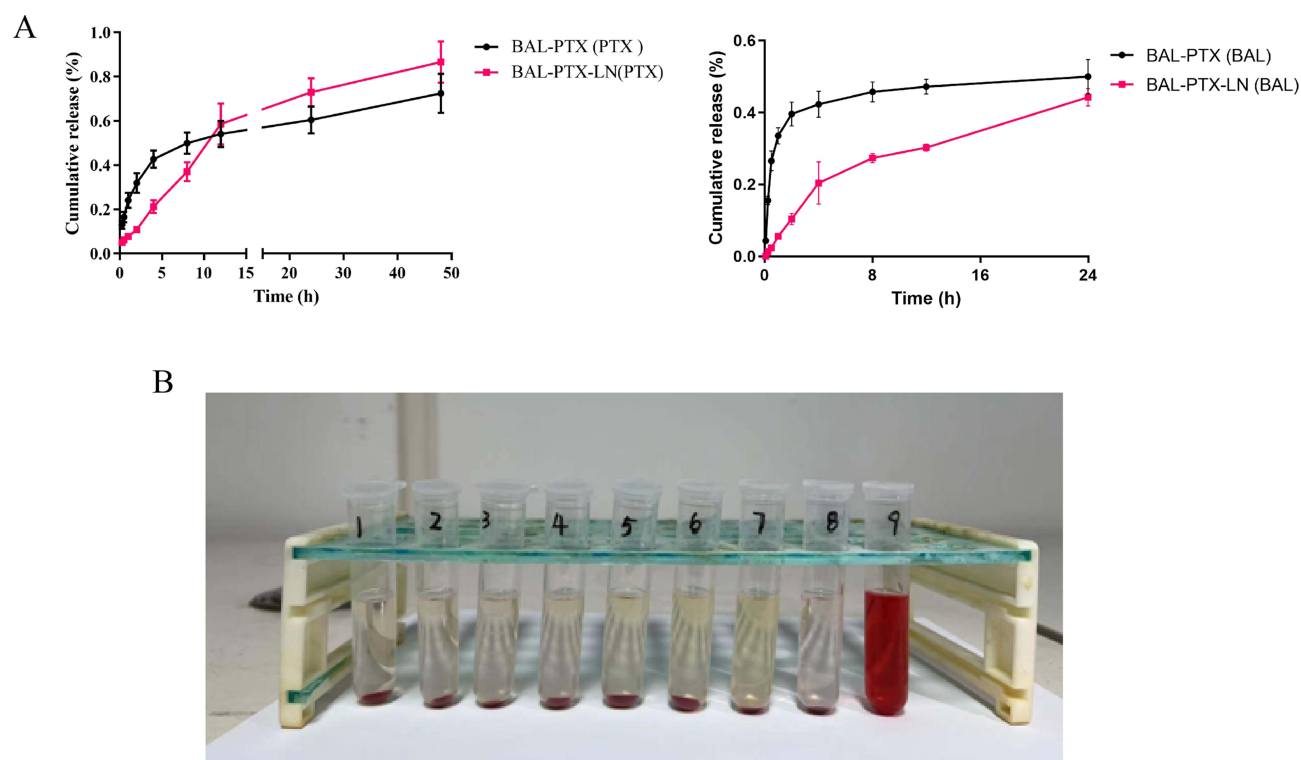 A
BAL-PTX (PTX )
BAL-PTX-LN(PTX)
Cumulative release (%)
1.0
0.8
0.6
0.4
0.2
0.0
0 5 10 15 20 30 40 50
Time (h)
BAL-PTX (BAL)
BAL-PTX-LN (BAL)
Cumulative release (%)
0.6
0.4
0.2
0.0
0 8 16 24
Time (h)
B
1 2 3 4 5 6 7 8 9